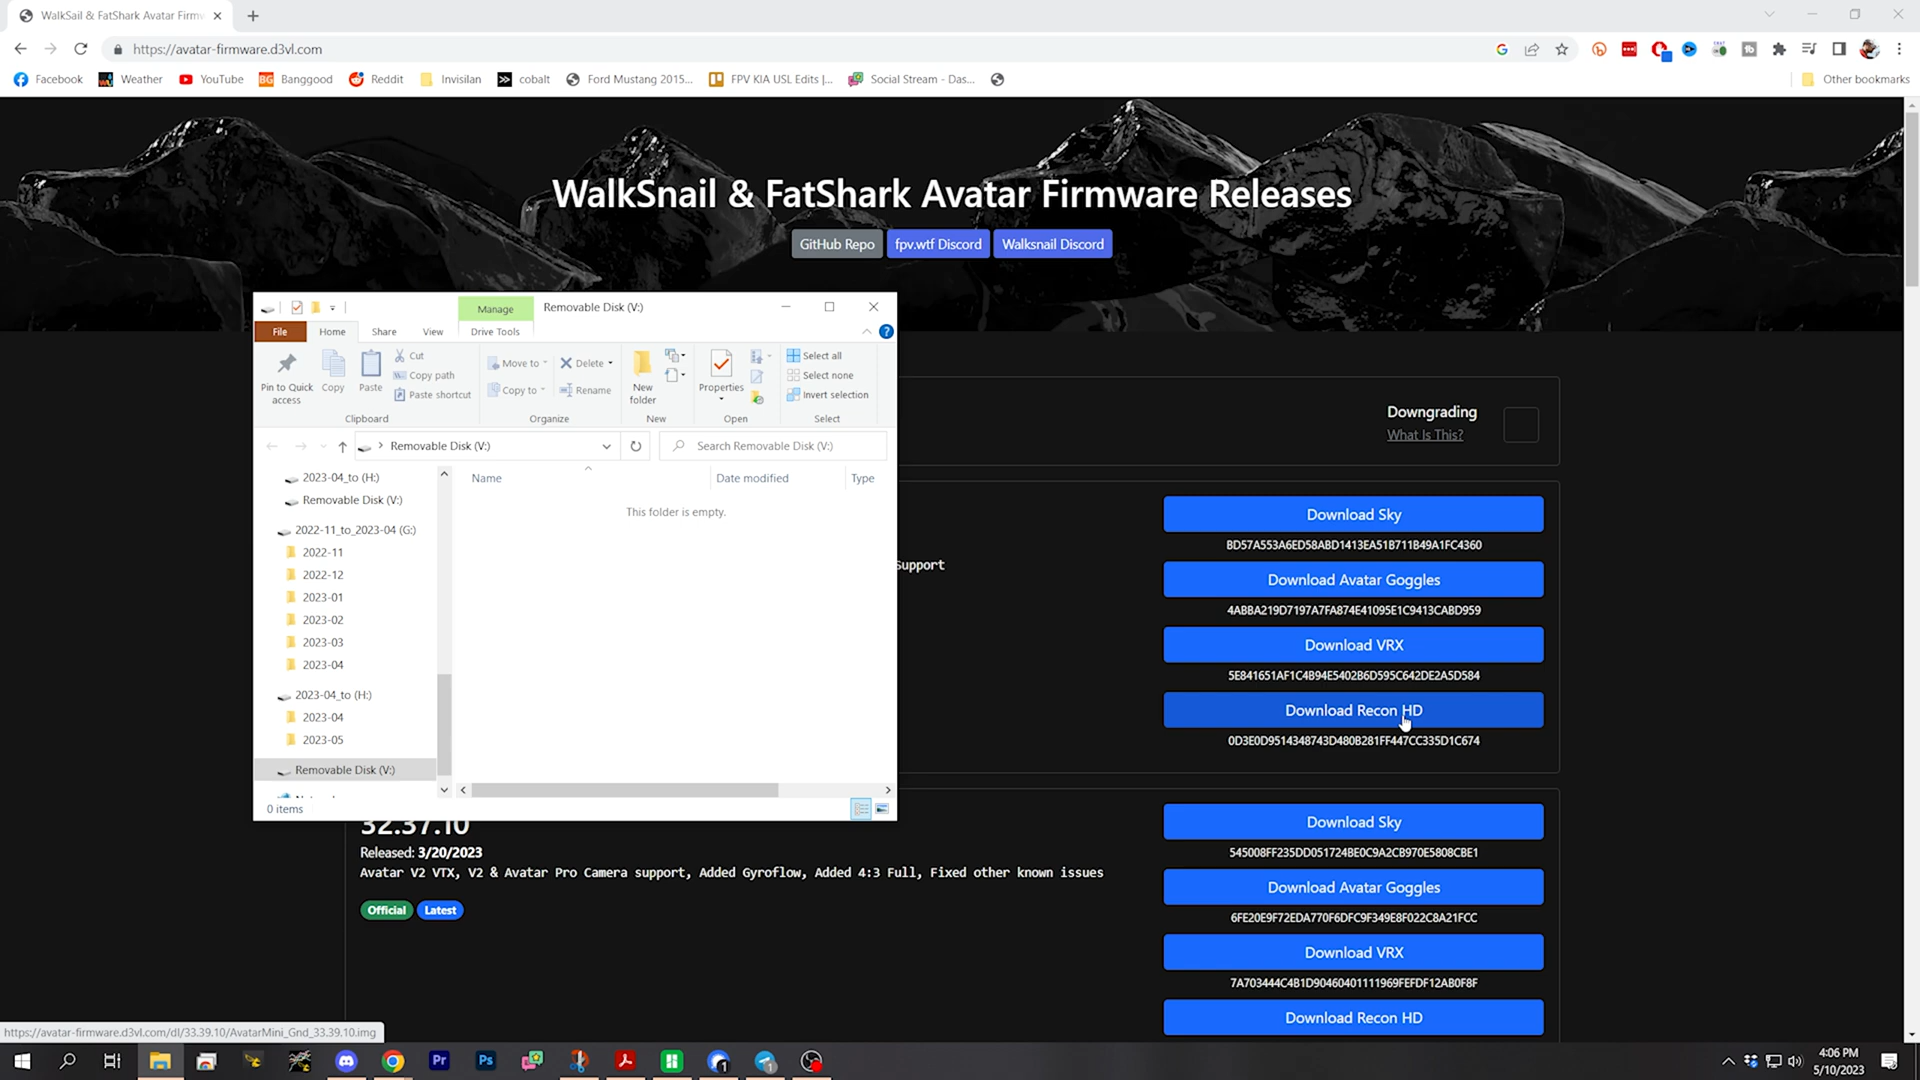 WalkSail & FatShark Avatar Firmw
https://avatar-firmware.d3vl.com
Facebook
Weather
YouTube
Banggood
Reddit
Invisilan
cobalt
Ford Mustang 2015...
FPV KIA USL Edits |...
Social Stream - Das...
Other bookmarks
WalkSnail & FatShark Avatar Firmware Releases
GitHub Repo
fpv.wtf Discord
Walksnail Discord
Manage
Removable Disk (V:)
File
Home
Share
View
Drive Tools
Pin to Quick access
Copy
Paste
Cut
Copy path
Paste shortcut
Clipboard
Move to
Copy to
Delete
Rename
Organize
New folder
New
Properties
Open
Select all
Select none
Invert selection
Select
Removable Disk (V:)
Search Removable Disk (V:)
2023-04_to (H:)
Removable Disk (V:)
2022-11_to_2023-04 (G:)
2022-11
2022-12
2023-01
2023-02
2023-03
2023-04
2023-04_to (H:)
2023-04
2023-05
Removable Disk (V:)
Name
Date modified
Type
This folder is empty.
0 items
Downgrading
What Is This?
Support
Download Sky
BD57A553A6ED58ABD1413EA51B711B49A1FC4360
Download Avatar Goggles
4ABBA219D7197A7FA874E41095E1C9413CABD959
Download VRX
5E841651AF1C4B94E5402B6D595C642DE2A5D584
Download Recon HD
0D3E0D9514348743D480B281FF447CC335D1C674
32.37.10
Released: 3/20/2023
Avatar V2 VTX, V2 & Avatar Pro Camera support, Added Gyroflow, Added 4:3 Full, Fixed other known issues
Official
Latest
Download Sky
545008FF235DD051724BE0C9A2CB970E5808CBE1
Download Avatar Goggles
6FE20E9F72EDA770F6DFC9F349E8F022C8A21FCC
Download VRX
7A703444C4B1D90460401111969FEFDF12AB0F8F
Download Recon HD
https://avatar-firmware.d3vl.com/dl/33.39.10/AvatarMini_Gnd_33.39.10.img
4:06 PM
5/10/2023